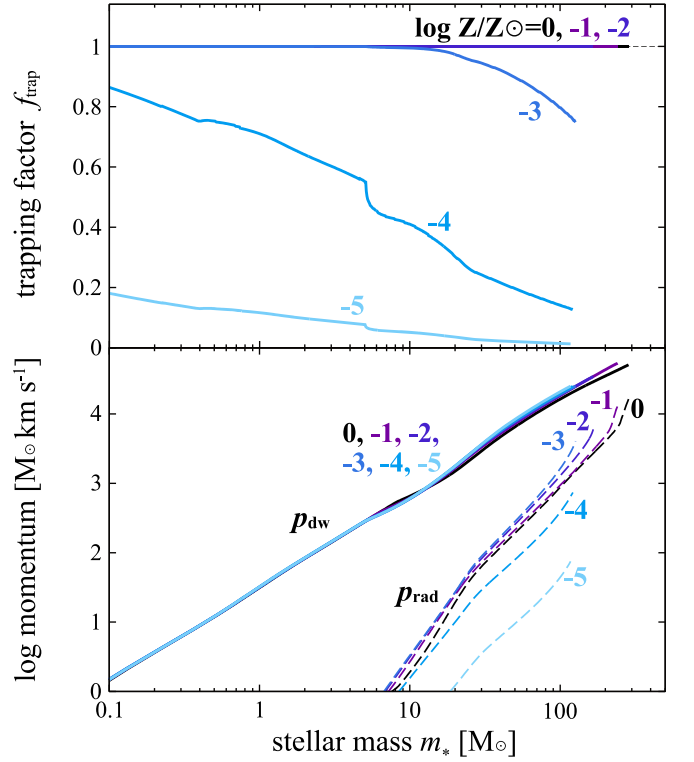 log Z/Z⊙=0, -1, -2
1
0.8
0.6
0.4
0.2
0
trapping factor f_trap
-3
-4
-5
4
3
2
1
0
log momentum [M⊙ km s⁻¹]
0, -1, -2,
-3, -4, -5
p_dw
p_rad
0
-1
-2
-3
-4
-5
0.1 1 10 100
stellar mass m_* [M⊙]